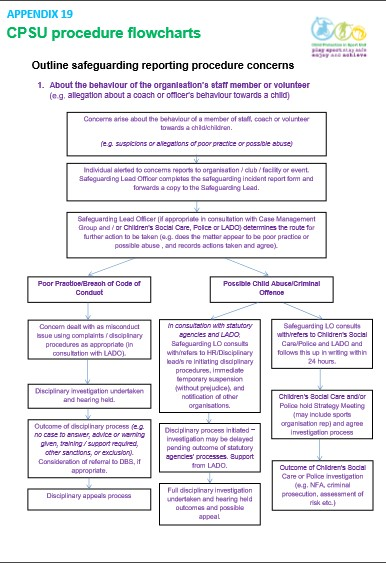 APPENDIX 19
CPSU procedure flowcharts
Child Protection in Sport Unit
play sport stay safe
enjoy and achieve
Outline safeguarding reporting procedure concerns
1. About the behaviour of the organisation's staff member or volunteer
(e.g. allegation about a coach or officer's behaviour towards a child)
Concerns arise about the behaviour of a member of staff, coach or volunteer
towards a child/children.
(e.g. suspicions or allegations of poor practice or possible abuse)
Individual alerted to concerns reports to organisation / club / facility or event.
Safeguarding Lead Officer completes the safeguarding incident report form and
forwards a copy to the Safeguarding Lead.
Safeguarding Lead Officer (if appropriate in consultation with Case Management
Group and / or Children's Social Care, Police or LADO) determines the route for
further action to be taken (e.g. does the matter appear to be poor practice or
possible abuse , and records actions taken and agree).
Poor Practice/Breach of Code of
Conduct
Possible Child Abuse/Criminal
Offence
Concern dealt with as misconduct
issue using complaints / disciplinary
procedures as appropriate (in
consultation with LADO).
Disciplinary investigation undertaken
and hearing held.
Outcome of disciplinary process (e.g.
no case to answer, advice or warning
given, training / support required,
other sanctions, or exclusion).
Consideration of referral to DBS, if
appropriate.
Disciplinary appeals process
In consultation with statutory
agencies and LADO:
Safeguarding LO consults
with/refers to HR/Disciplinary
lead/s re initiating disciplinary
procedures, immediate
temporary suspension
(without prejudice), and
notification of other
organisations.
Disciplinary process initiated –
investigation may be delayed
pending outcome of statutory
agencies' processes. Support
from LADO.
Full disciplinary investigation
undertaken and hearing held
outcomes and possible
appeal.
Safeguarding LO consults
with/refers to Children's Social
Care/Police and LADO and
follows this up in writing within
24 hours.
Children's Social Care and/or
Police hold Strategy Meeting
(may include sports
organisation rep) and agree
investigation process
Outcome of Children's Social
Care or Police investigation
(e.g. NFA, criminal
prosecution, assessment of
risk etc.)